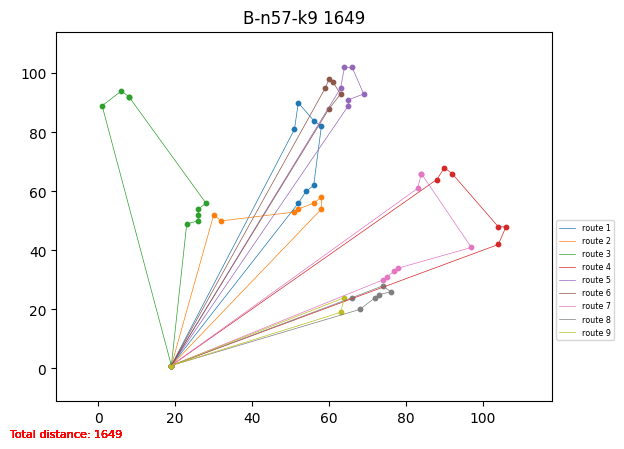 B-n57-k9 1649
100
80
60
40
20
0
0 20 40 60 80 100
route 1
route 2
route 3
route 4
route 5
route 6
route 7
route 8
route 9
Total distance: 1649